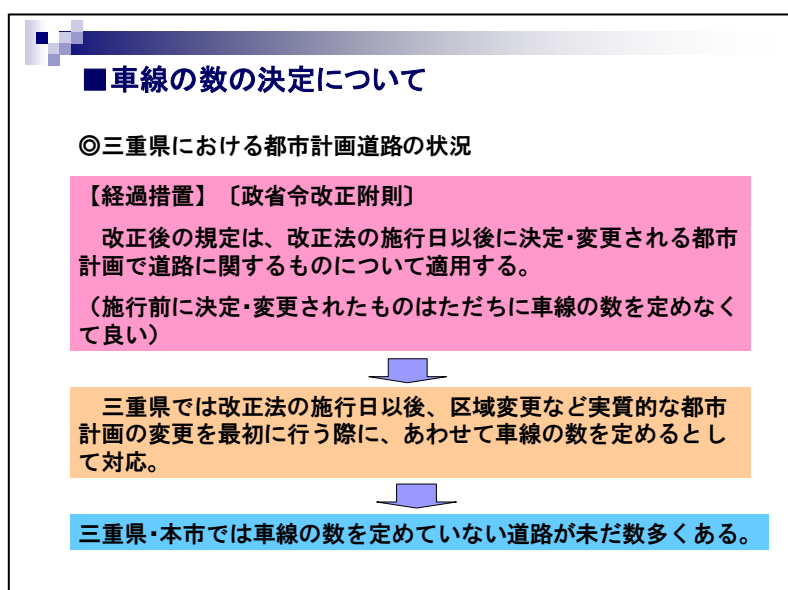 ■車線の数の決定について
◎三重県における都市計画道路の状況
【経過措置】〔政省令改正附則〕
　改正後の規定は、改正法の施行日以後に決定・変更される都市
計画で道路に関するものについて適用する。
（施行前に決定・変更されたものはただちに車線の数を定めなく
て良い）
　三重県では改正法の施行日以後、区域変更など実質的な都市
計画の変更を最初に行う際に、あわせて車線の数を定めるとし
て対応。
三重県・本市では車線の数を定めていない道路が未だ数多くある。